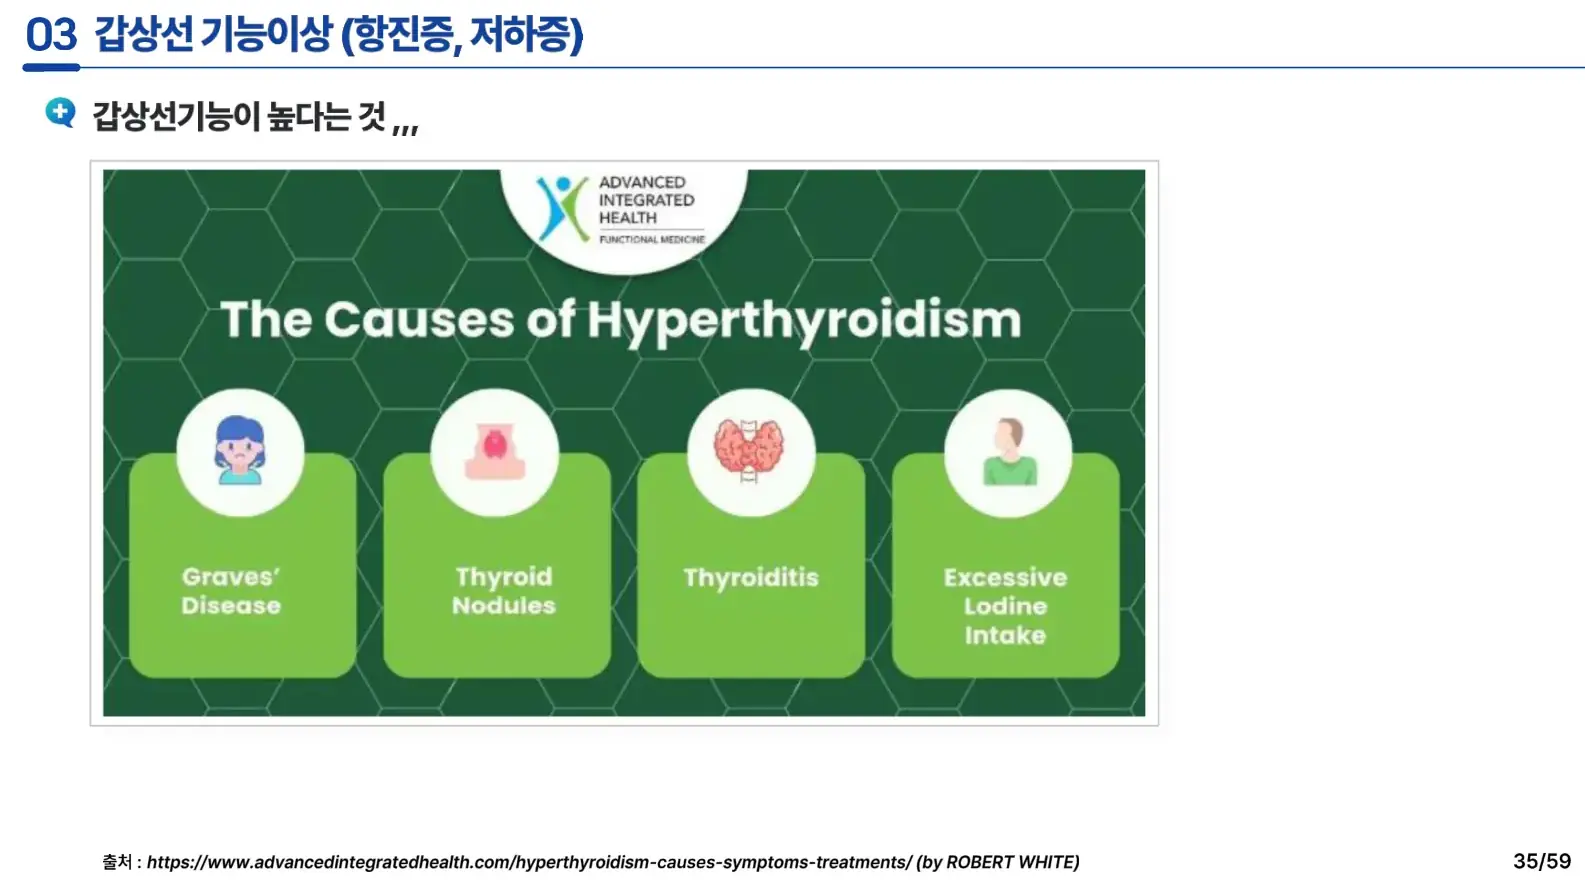 03 갑상선 기능이상 (항진증, 저하증)
갑상선기능이 높다는 것 ,,,
ADVANCED
INTEGRATED
HEALTH
FUNCTIONAL MEDICINE
The Causes of Hyperthyroidism
Graves’
Disease
Thyroid
Nodules
Thyroiditis
Excessive
Lodine
Intake
출처 : https://www.advancedintegratedhealth.com/hyperthyroidism-causes-symptoms-treatments/ (by ROBERT WHITE)
35/59